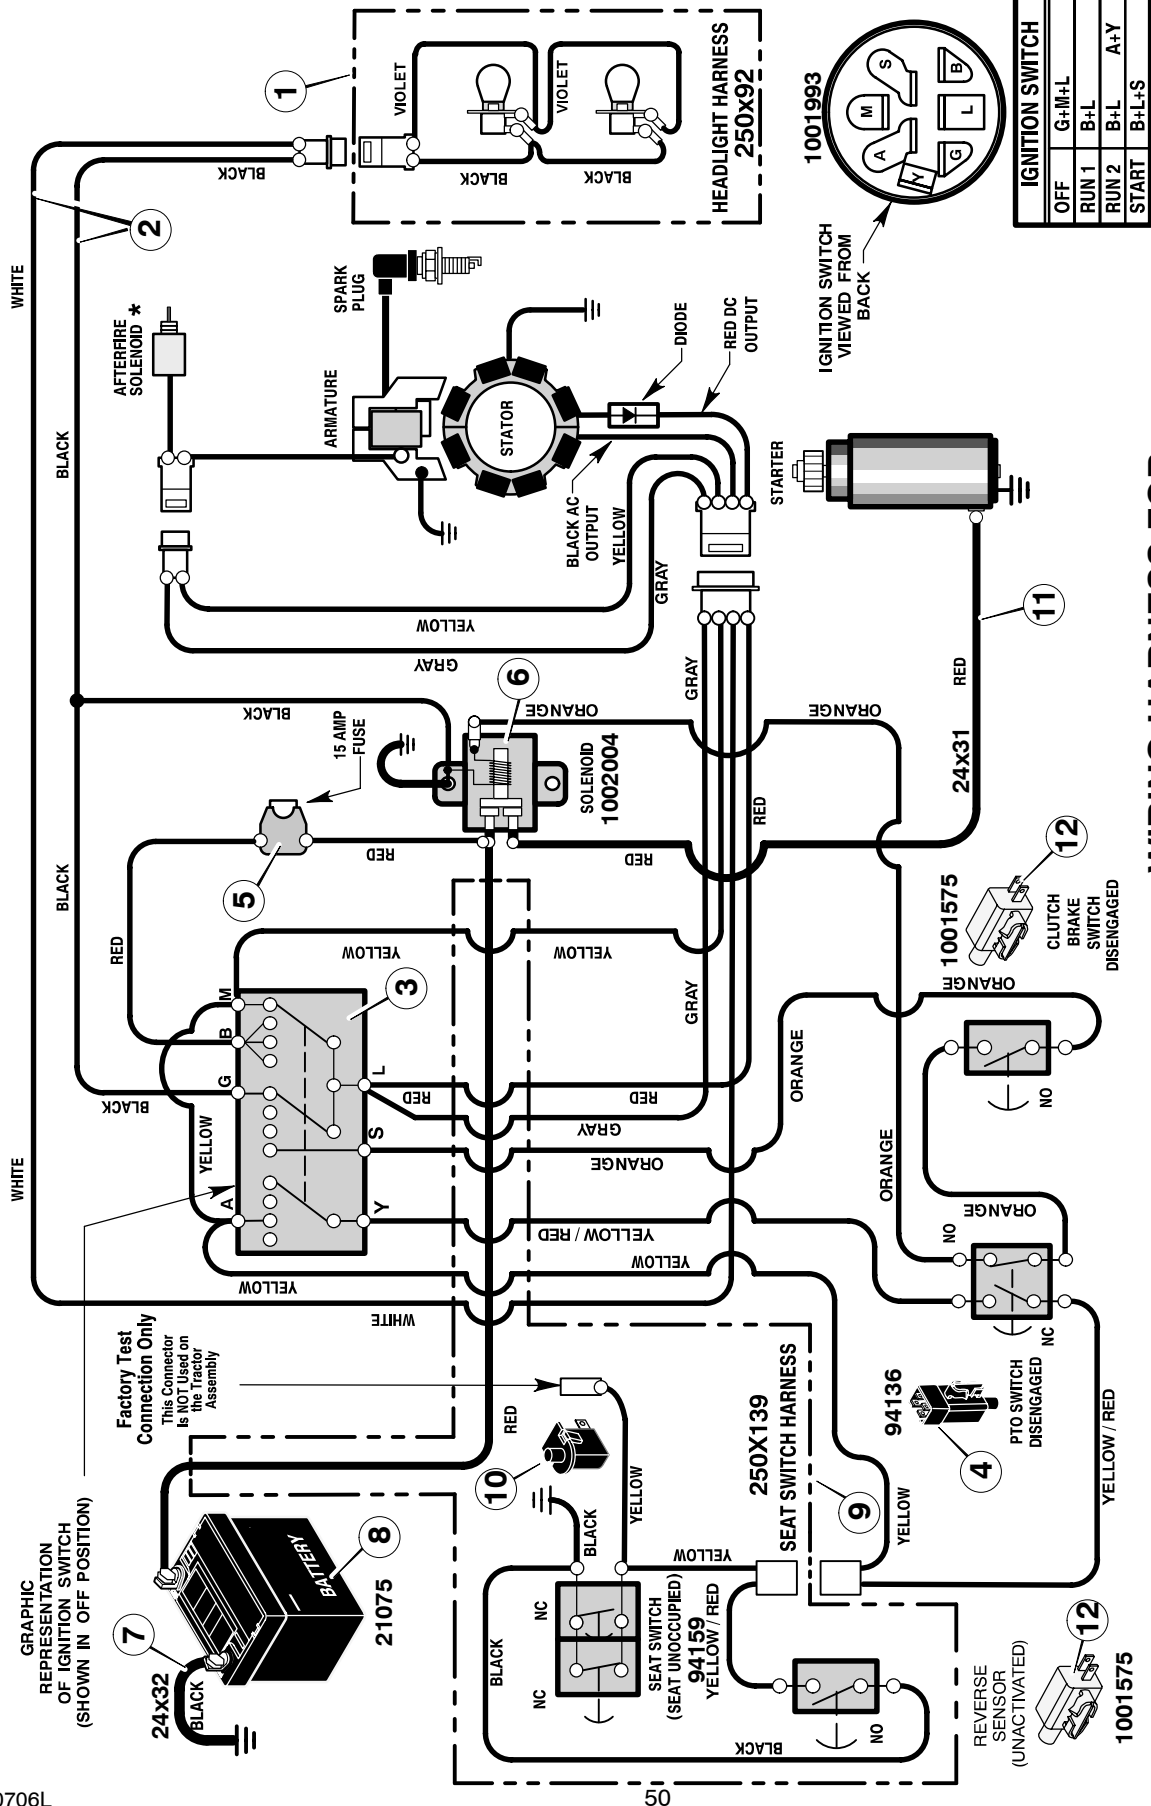 WHITE
BLACK
2
BLACK
1
VIOLET
VIOLET
BLACK
BLACK
HEADLIGHT HARNESS
250x92
1001993
M
S
A
B
L
G
Y
IGNITION SWITCH
VIEWED FROM
BACK
IGNITION SWITCH
OFF G+M+L
RUN 1 B+L
RUN 2 B+L A+Y
START B+L+S
AFTERFIRE
SOLENOID *
SPARK
PLUG
ARMATURE
STATOR
DIODE
RED DC
OUTPUT
BLACK AC
OUTPUT
YELLOW
GRAY
STARTER
BLACK
YELLOW
GRAY
BLACK
15 AMP
FUSE
5
6
ORANGE
SOLENOID
1002004
GRAY
ORANGE
RED
RED
11
24x31
RED
RED
RED
BLACK
RED
YELLOW
YELLOW
3
M
B
G
A
L
S
Y
BLACK
YELLOW
RED
GRAY
ORANGE
RED
GRAY
YELLOW / RED
YELLOW
YELLOW
WHITE
WHITE
ORANGE
ORANGE
1001575
12
CLUTCH
BRAKE
SWITCH
DISENGAGED
NO
ORANGE
ORANGE
NO
NC
94136
4
PTO SWITCH
DISENGAGED
YELLOW / RED
GRAPHIC
REPRESENTATION
OF IGNITION SWITCH
(SHOWN IN OFF POSITION)
Factory Test
Connection Only
This Connector
Is NOT Used on
the Tractor
Assembly
RED
7
24x32
BLACK
BATTERY
8
21075
10
BLACK
YELLOW
YELLOW
250X139
SEAT SWITCH HARNESS
9
YELLOW
NC
NC
SEAT SWITCH
(SEAT UNOCCUPIED)
94159
YELLOW / RED
BLACK
BLACK
NO
REVERSE
SENSOR
(UNACTIVATED)
12
1001575
50